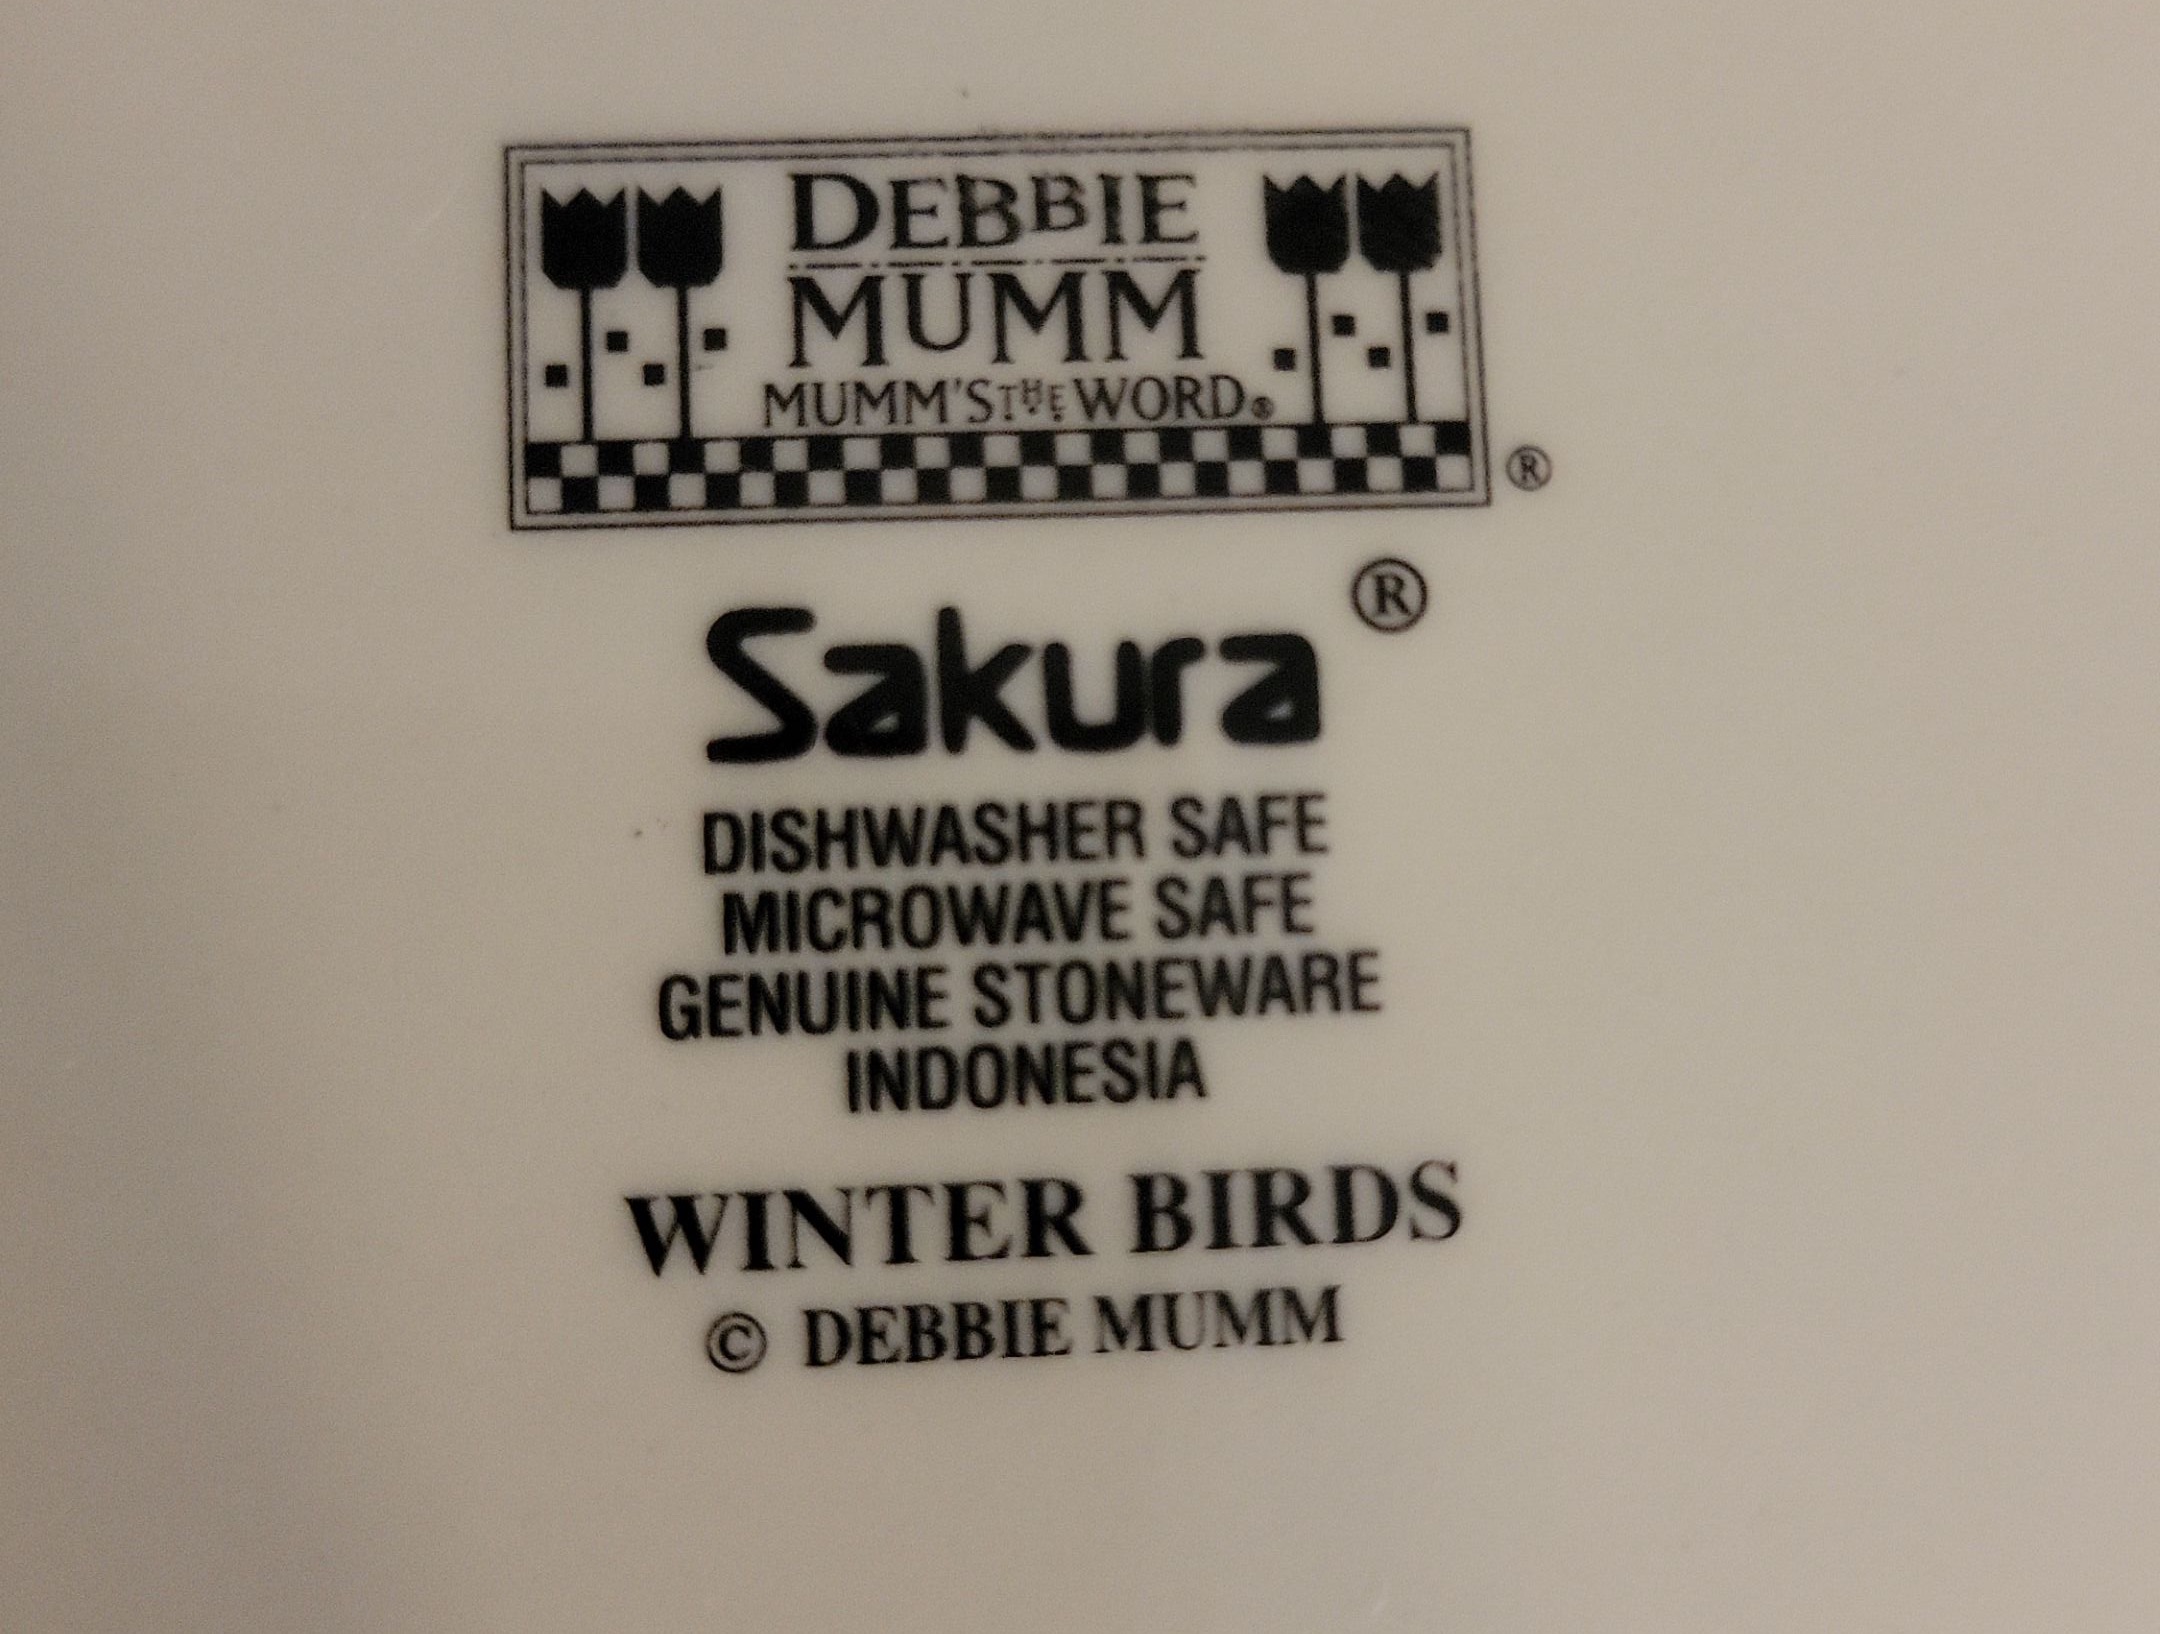 DEBBIE
MUMM
MUMM'S THE WORD®
®
Sakura®
DISHWASHER SAFE
MICROWAVE SAFE
GENUINE STONEWARE
INDONESIA
WINTER BIRDS
© DEBBIE MUMM